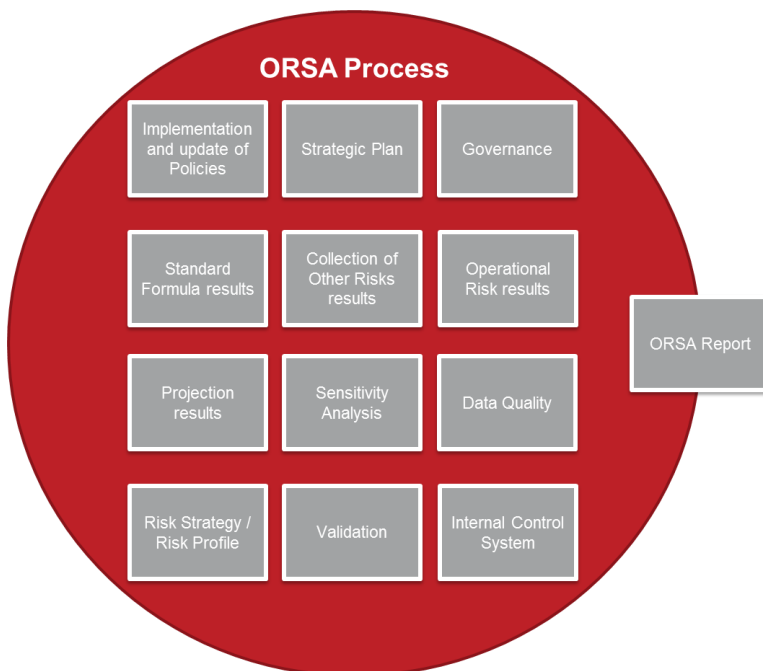 ORSA Process
Implementation
and update of
Policies
Strategic Plan
Governance
Standard
Formula results
Collection of
Other Risks
results
Operational
Risk results
ORSA Report
Projection
results
Sensitivity
Analysis
Data Quality
Risk Strategy /
Risk Profile
Validation
Internal Control
System